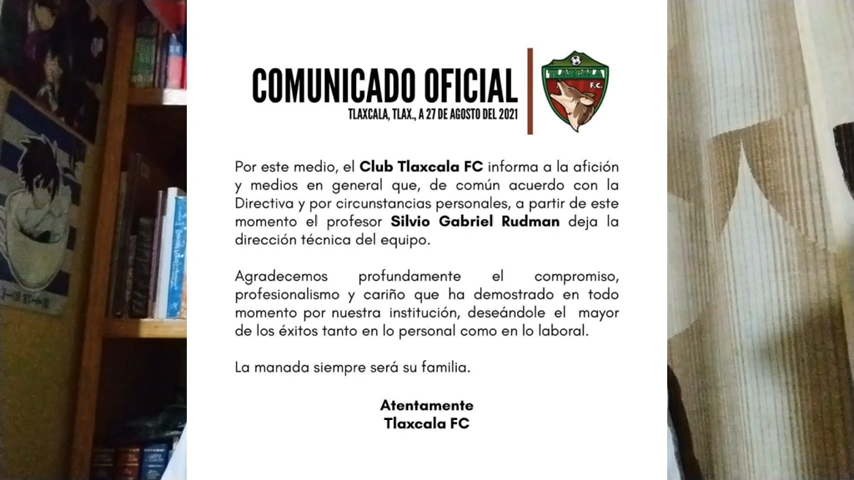 COMUNICADO OFICIAL
TLAXCALA, TLAX., A 27 DE AGOSTO DEL 2021
F.C.
Por este medio, el Club Tlaxcala FC informa a la afición
y medios en general que, de común acuerdo con la
Directiva y por circunstancias personales, a partir de este
momento el profesor Silvio Gabriel Rudman deja la
dirección técnica del equipo.
Agradecemos profundamente el compromiso,
profesionalismo y cariño que ha demostrado en todo
momento por nuestra institución, deseándole el mayor
de los éxitos tanto en lo personal como en lo laboral.
La manada siempre será su familia.
Atentamente
Tlaxcala FC